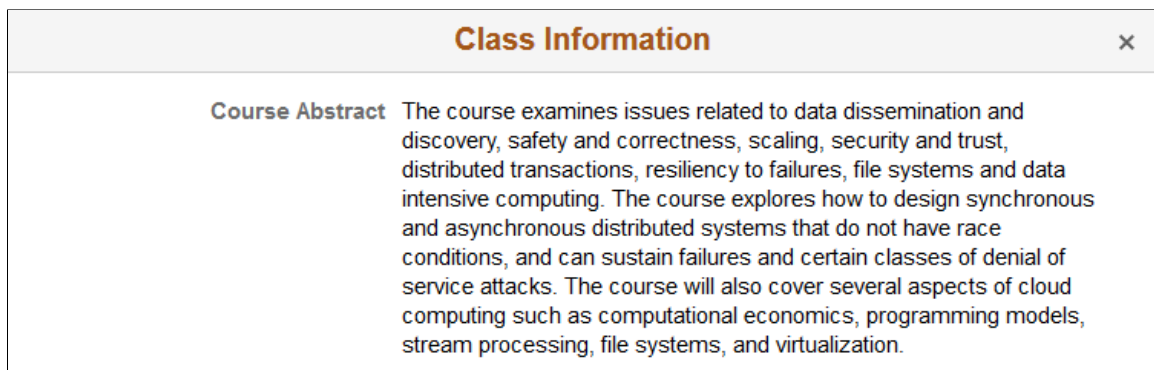 Class Information
×
Course Abstract The course examines issues related to data dissemination and
discovery, safety and correctness, scaling, security and trust,
distributed transactions, resiliency to failures, file systems and data
intensive computing. The course explores how to design synchronous
and asynchronous distributed systems that do not have race
conditions, and can sustain failures and certain classes of denial of
service attacks. The course will also cover several aspects of cloud
computing such as computational economics, programming models,
stream processing, file systems, and virtualization.